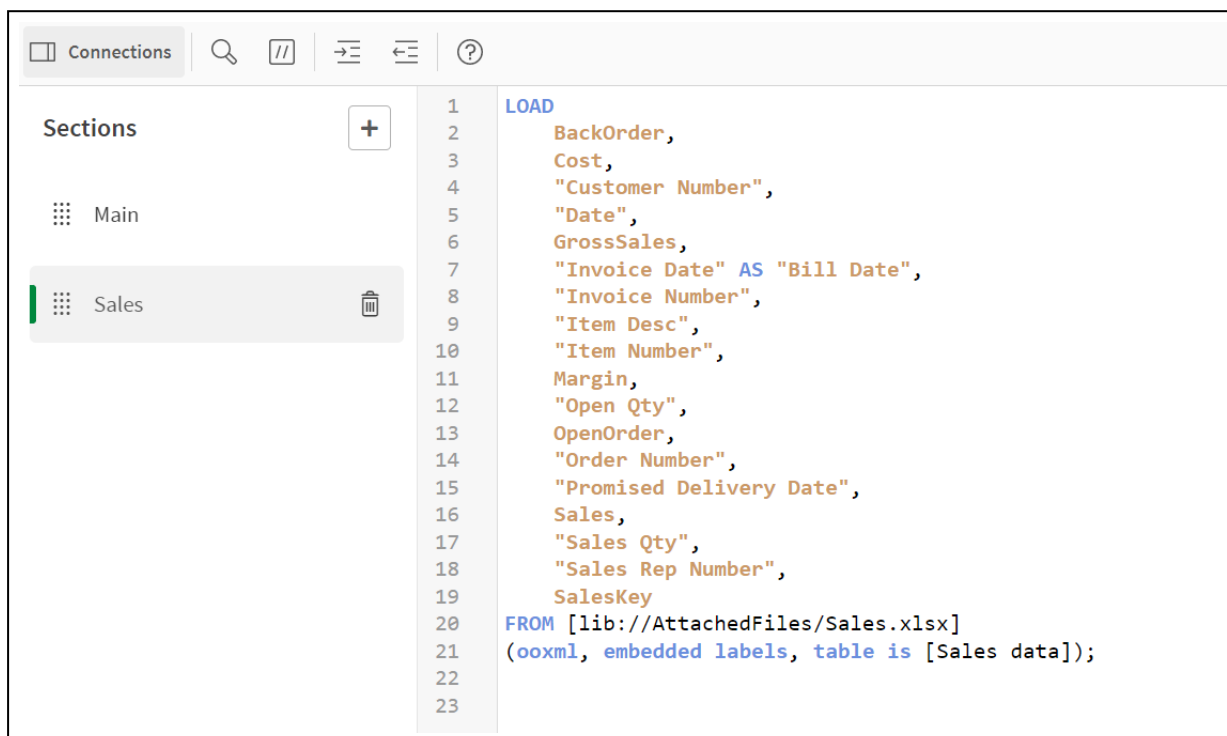 Connections
Sections
Main
Sales
1 LOAD
2 BackOrder,
3 Cost,
4 "Customer Number",
5 "Date",
6 GrossSales,
7 "Invoice Date" AS "Bill Date",
8 "Invoice Number",
9 "Item Desc",
10 "Item Number",
11 Margin,
12 "Open Qty",
13 OpenOrder,
14 "Order Number",
15 "Promised Delivery Date",
16 Sales,
17 "Sales Qty",
18 "Sales Rep Number",
19 SalesKey
20 FROM [lib://AttachedFiles/Sales.xlsx]
21 (ooxml, embedded labels, table is [Sales data]);
22
23